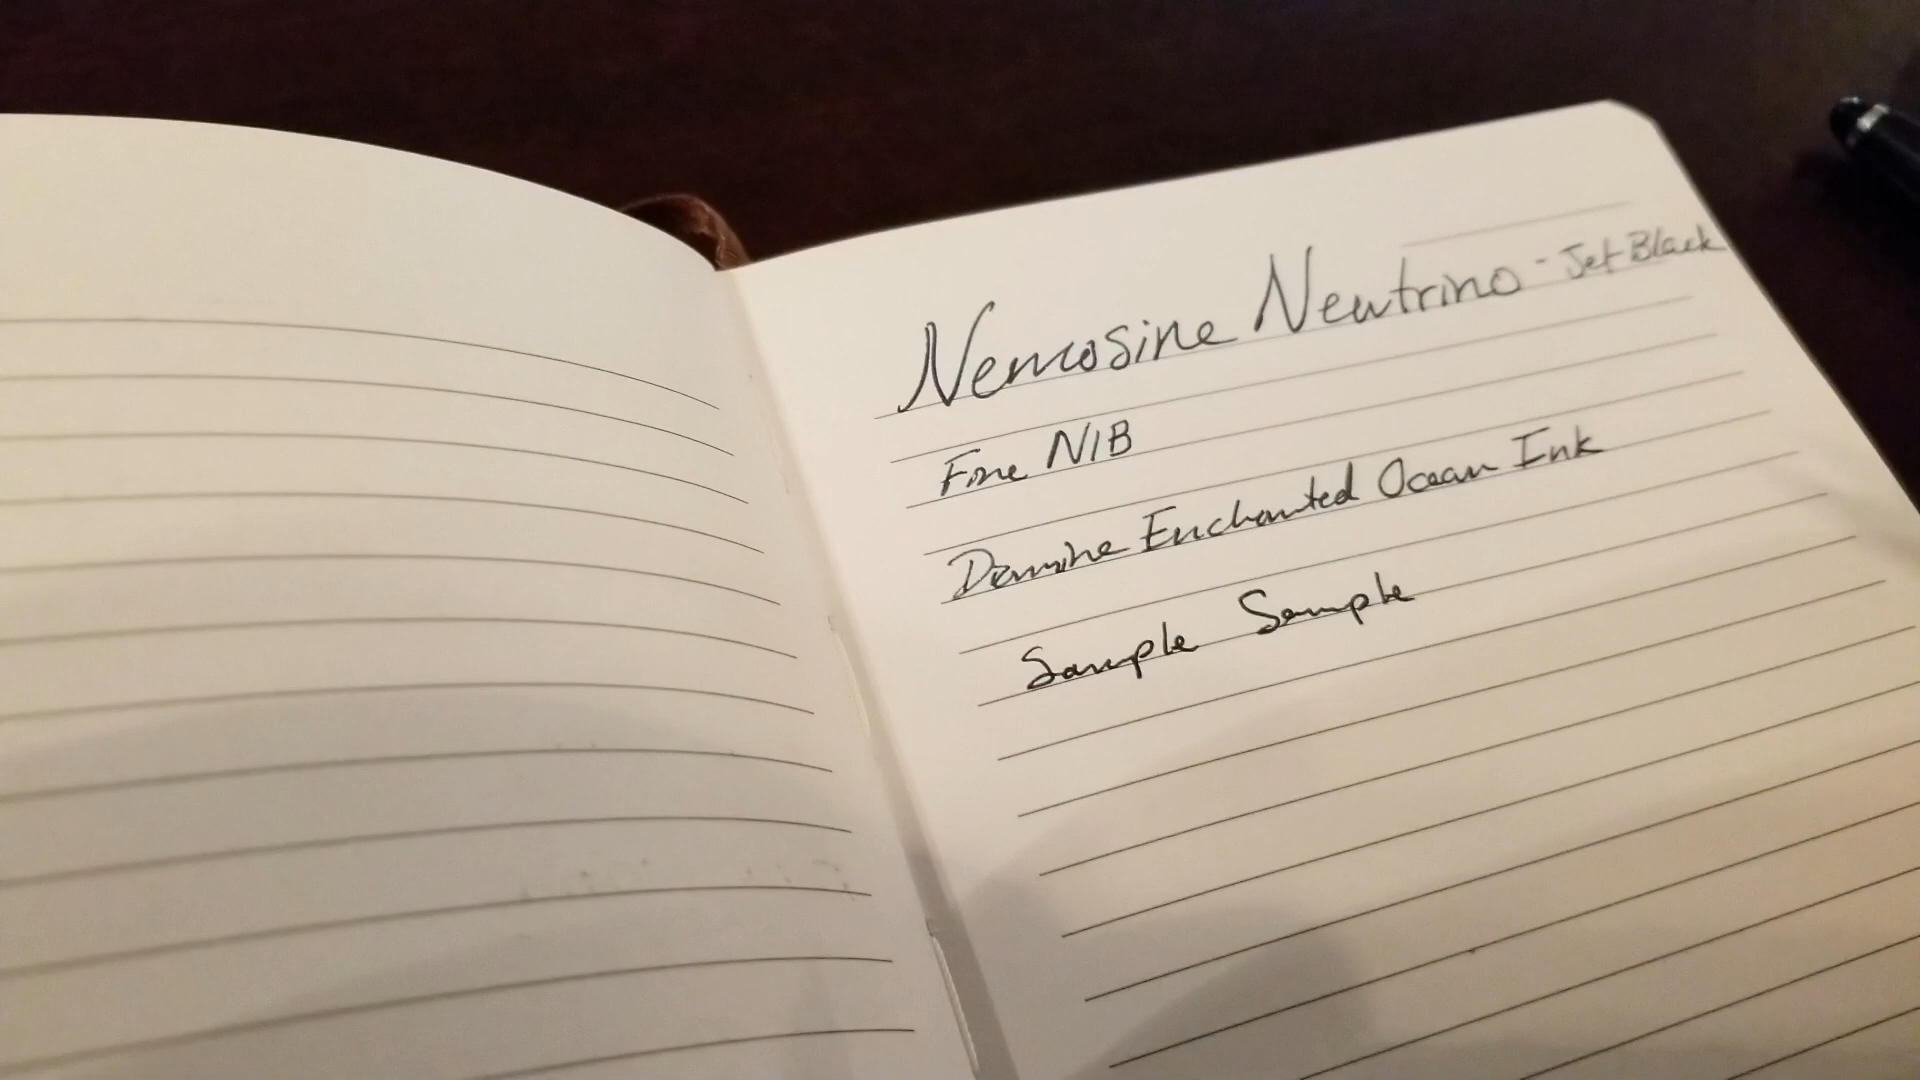 Nemosine Neutrino - Jet Black
Fine NIB
Diamine Enchanted Ocean Ink
Sample Sample